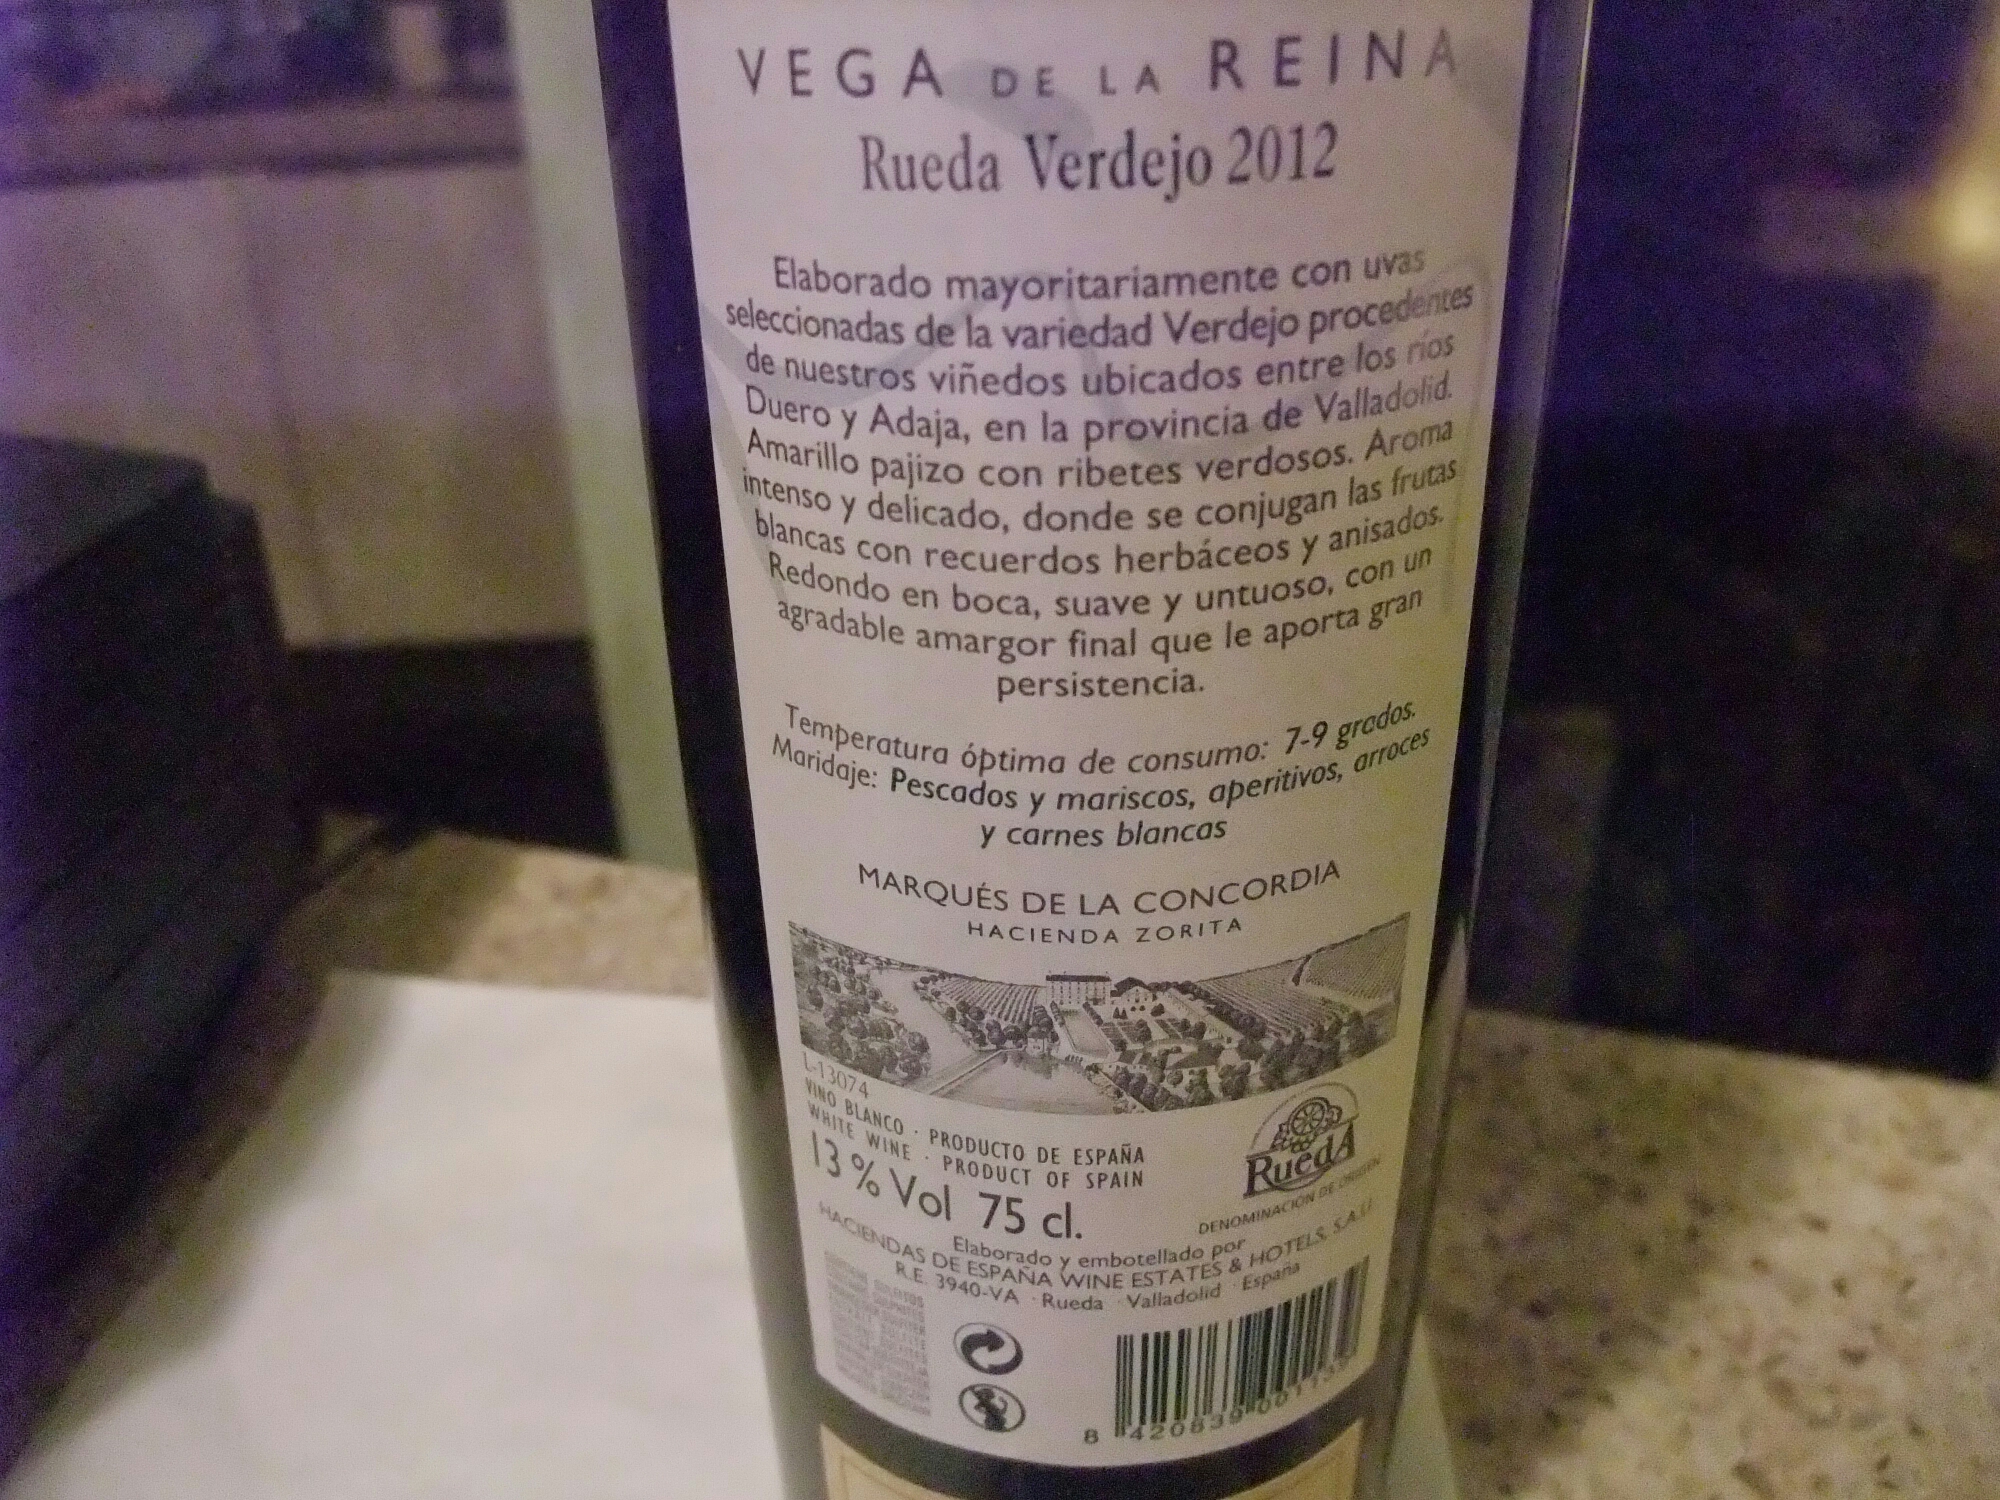 VEGA DE LA REINA
Rueda Verdejo 2012
Elaborado mayoritariamente con uvas
seleccionadas de la variedad Verdejo procedentes
de nuestros viñedos ubicados entre los ríos
Duero y Adaja, en la provincia de Valladolid.
Amarillo pajizo con ribetes verdosos. Aroma
intenso y delicado, donde se conjugan las frutas
blancas con recuerdos herbáceos y anisados.
Redondo en boca, suave y untuoso, con un
agradable amargor final que le aporta gran
persistencia.
Temperatura óptima de consumo: 7-9 grados.
Maridaje: Pescados y mariscos, aperitivos, arroces
y carnes blancas
MARQUÉS DE LA CONCORDIA
HACIENDA ZORITA
L-13074
VINO BLANCO · PRODUCTO DE ESPAÑA
WHITE WINE · PRODUCT OF SPAIN
13 % Vol 75 cl.
RuedA
DENOMINACIÓN DE ORIGEN
Elaborado y embotellado por
HACIENDAS DE ESPAÑA WINE ESTATES & HOTELS, S.A.U.
R.E. 3940-VA · Rueda · Valladolid · España